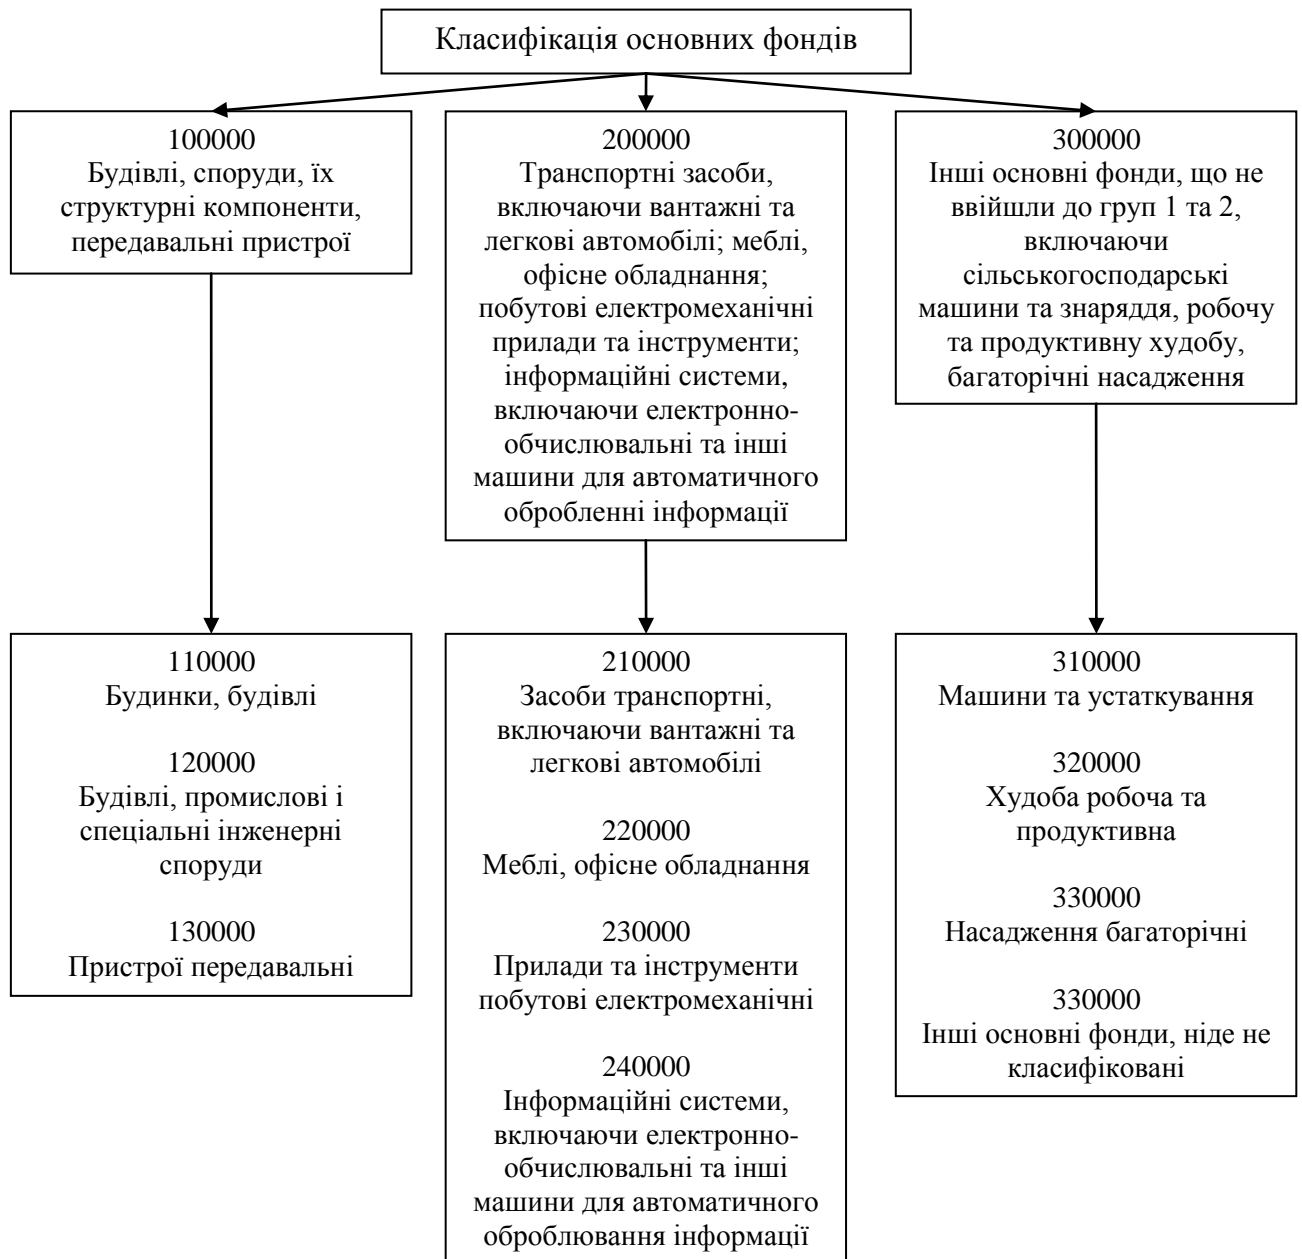 Класифікація основних фондів
100000
Будівлі, споруди, їх
структурні компоненти,
передавальні пристрої
200000
Транспортні засоби,
включаючи вантажні та
легкові автомобілі; меблі,
офісне обладнання;
побутові електромеханічні
прилади та інструменти;
інформаційні системи,
включаючи електронно-
обчислювальні та інші
машини для автоматичного
обробленні інформації
300000
Інші основні фонди, що не
ввійшли до груп 1 та 2,
включаючи
сільськогосподарські
машини та знаряддя, робочу
та продуктивну худобу,
багаторічні насадження
110000
Будинки, будівлі
120000
Будівлі, промислові і
спеціальні інженерні
споруди
130000
Пристрої передавальні
210000
Засоби транспортні,
включаючи вантажні та
легкові автомобілі
220000
Меблі, офісне обладнання
230000
Прилади та інструменти
побутові електромеханічні
240000
Інформаційні системи,
включаючи електронно-
обчислювальні та інші
машини для автоматичного
оброблювання інформації
310000
Машини та устаткування
320000
Худоба робоча та
продуктивна
330000
Насадження багаторічні
330000
Інші основні фонди, ніде не
класифіковані